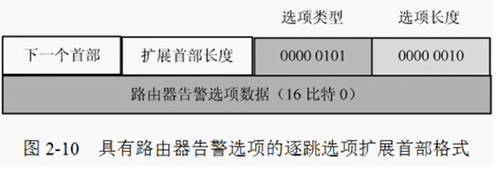 选项类型 选项长度
下一个首部 扩展首部长度 0000 0101 0000 0010
路由器告警选项数据（16 比特 0）
图 2-10 具有路由器告警选项的逐跳选项扩展首部格式